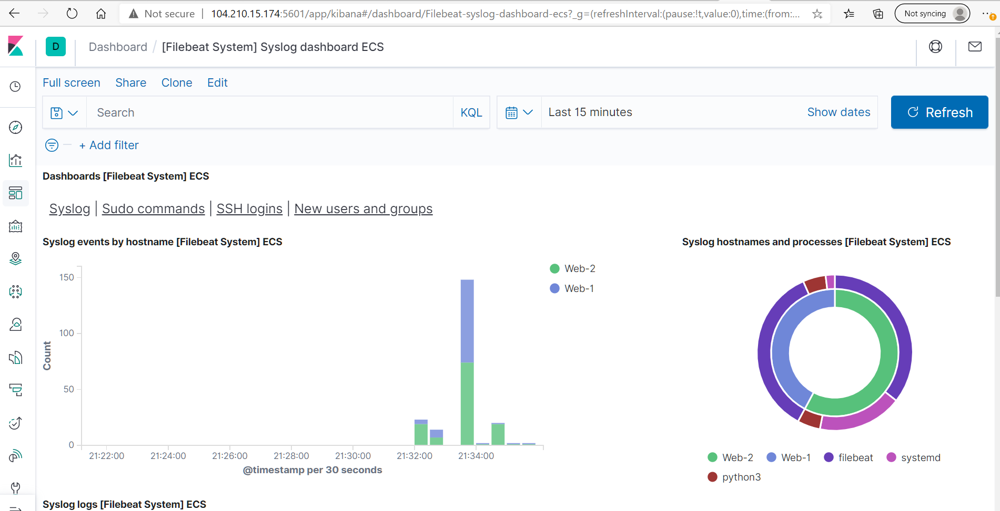 Not secure | 104.210.15.174:5601/app/kibana#/dashboard/Filebeat-syslog-dashboard-ecs?_g=(refreshInterval:(pause:!t,value:0),time:(from:... Not syncing
D Dashboard / [Filebeat System] Syslog dashboard ECS
Full screen Share Clone Edit
Search KQL Last 15 minutes Show dates Refresh
+ Add filter
Dashboards [Filebeat System] ECS
Syslog | Sudo commands | SSH logins | New users and groups
Syslog events by hostname [Filebeat System] ECS
150
100
50
0
Count
21:22:00 21:24:00 21:26:00 21:28:00 21:30:00 21:32:00 21:34:00
@timestamp per 30 seconds
Web-2
Web-1
Syslog hostnames and processes [Filebeat System] ECS
Web-2 Web-1 filebeat systemd
python3
Syslog logs [Filebeat System] ECS